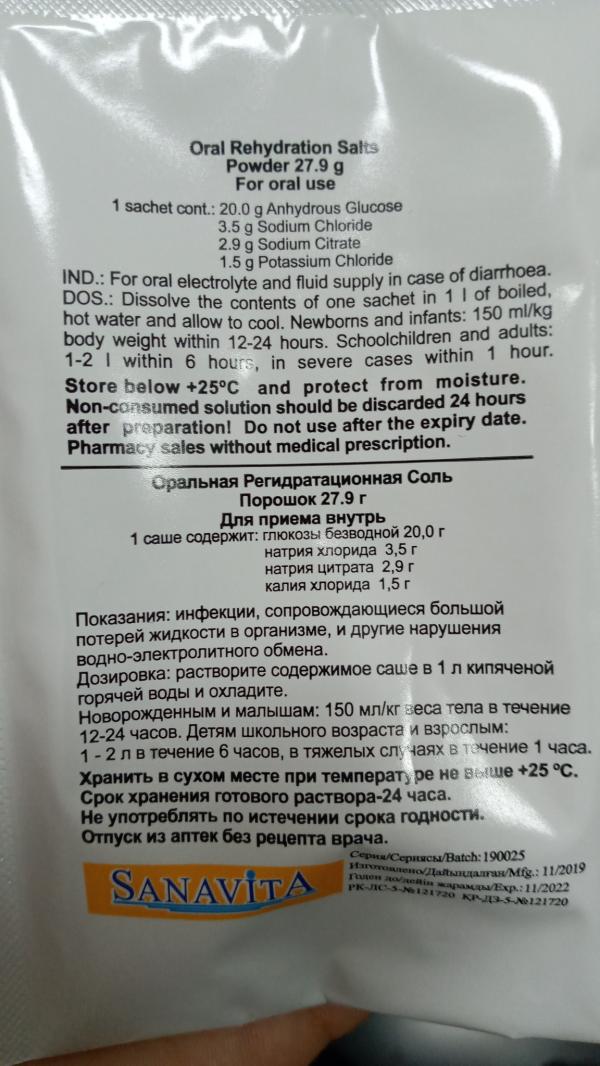 Oral Rehydration Salts
Powder 27.9 g
For oral use
1 sachet cont.: 20.0 g Anhydrous Glucose
3.5 g Sodium Chloride
2.9 g Sodium Citrate
1.5 g Potassium Chloride
IND.: For oral electrolyte and fluid supply in case of diarrhoea.
DOS.: Dissolve the contents of one sachet in 1 l of boiled,
hot water and allow to cool. Newborns and infants: 150 ml/kg
body weight within 12-24 hours. Schoolchildren and adults:
1-2 l within 6 hours, in severe cases within 1 hour.
Store below +25ºC and protect from moisture.
Non-consumed solution should be discarded 24 hours
after preparation! Do not use after the expiry date.
Pharmacy sales without medical prescription.
Оральная Регидратационная Соль
Порошок 27.9 г
Для приема внутрь
1 саше содержит: глюкозы безводной 20,0 г
натрия хлорида 3,5 г
натрия цитрата 2,9 г
калия хлорида 1,5 г
Показания: инфекции, сопровождающиеся большой
потерей жидкости в организме, и другие нарушения
водно-электролитного обмена.
Дозировка: растворите содержимое саше в 1 л кипяченой
горячей воды и охладите.
Новорожденным и малышам: 150 мл/кг веса тела в течение
12-24 часов. Детям школьного возраста и взрослым:
1 - 2 л в течение 6 часов, в тяжелых случаях в течение 1 часа.
Хранить в сухом месте при температуре не выше +25 ºС.
Срок хранения готового раствора-24 часа.
Не употреблять по истечении срока годности.
Отпуск из аптек без рецепта врача.
SANAVITA
Серия/Сериясы/Batch: 190025
Изготовлено/Дайындалған/Mfg.: 11/2019
Годен до/дейін жарамды/Exp.: 11/2022
РК-ЛС-5-№121720 ҚР-ДЗ-5-№121720